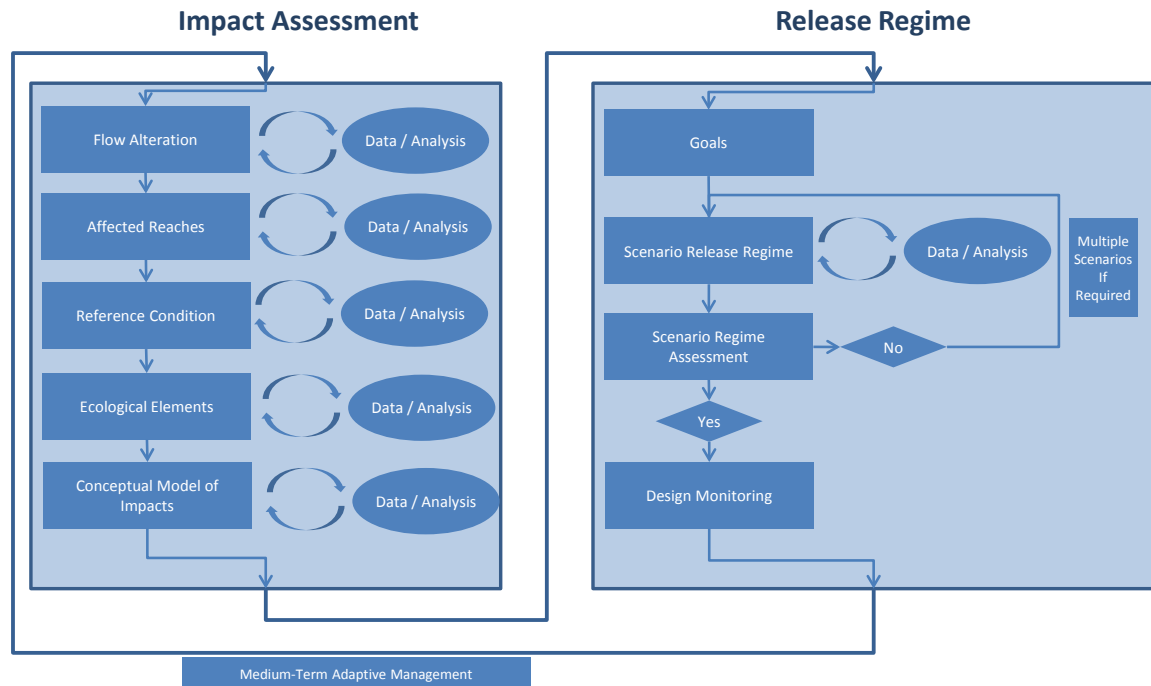 Impact Assessment
Flow Alteration
Data / Analysis
Affected Reaches
Data / Analysis
Reference Condition
Data / Analysis
Ecological Elements
Data / Analysis
Conceptual Model of
Impacts
Data / Analysis
Release Regime
Goals
Scenario Release Regime
Data / Analysis
Multiple
Scenarios
If
Required
Scenario Regime
Assessment
No
Yes
Design Monitoring
Medium-Term Adaptive Management